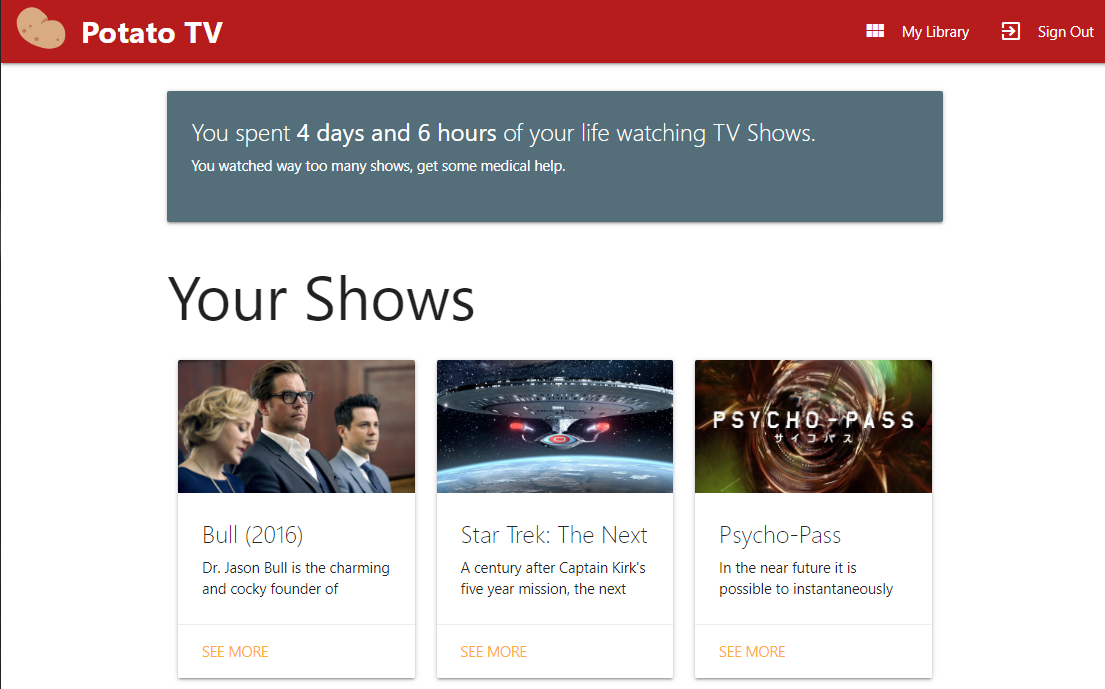 Potato TV
My Library
Sign Out
You spent 4 days and 6 hours of your life watching TV Shows.
You watched way too many shows, get some medical help.
Your Shows
PSYCHO-PASS
サイコパス
Bull (2016)
Dr. Jason Bull is the charming
and cocky founder of
SEE MORE
Star Trek: The Next
A century after Captain Kirk's
five year mission, the next
SEE MORE
Psycho-Pass
In the near future it is
possible to instantaneously
SEE MORE